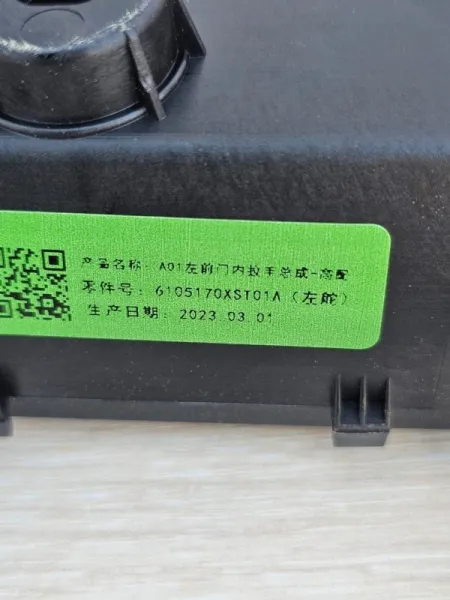 产品名称: A01左前门内扶手总成-高配
零件号: 6105170XST01A (左舵)
生产日期: 2023.03.01